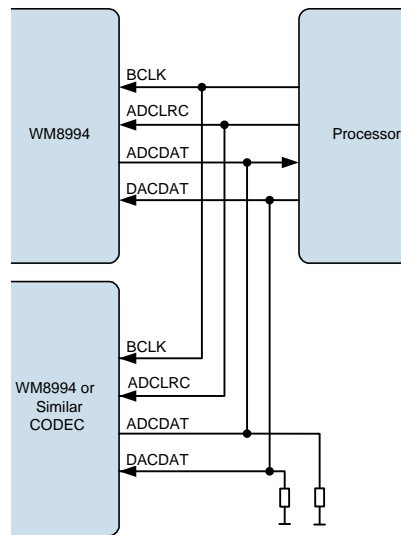 BCLK
ADCLRC
WM8994
Processor
ADCDAT
DACDAT
BCLK
WM8994 or
Similar
CODEC
ADCLRC
ADCDAT
DACDAT